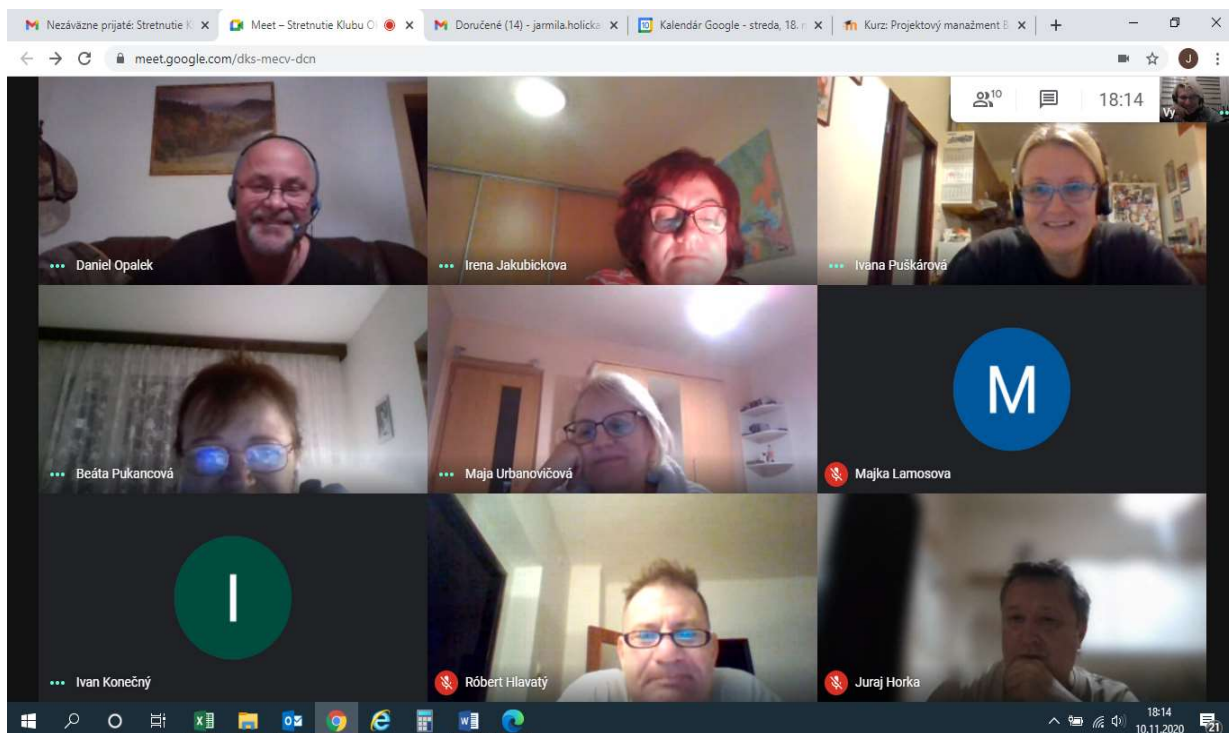 Nezáväzne prijaté: Stretnutie K
Meet – Stretnutie Klubu O
Doručené (14) - jarmila.holicka
Kalendár Google - streda, 18. n
Kurz: Projektový manažment B
meet.google.com/dks-mecv-dcn
J
10
18:14
Vy
Daniel Opalek
Irena Jakubickova
Ivana Puškárová
M
Beáta Pukancová
Maja Urbanovičová
Majka Lamosova
I
Ivan Konečný
Róbert Hlavatý
Juraj Horka
18:14
10.11.2020
21